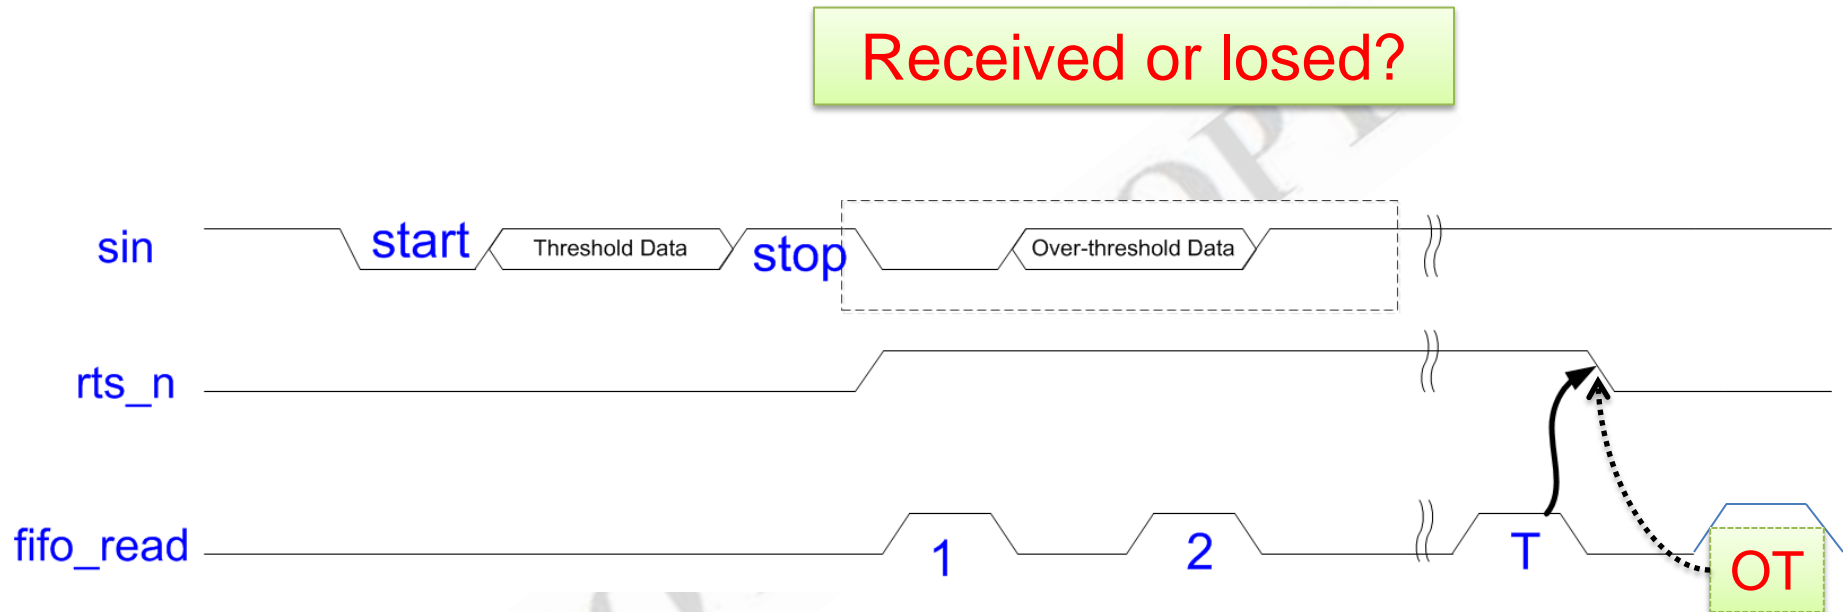 Received or losed?
sin
start
Threshold Data
stop
Over-threshold Data
rts_n
fifo_read
1
2
T
OT